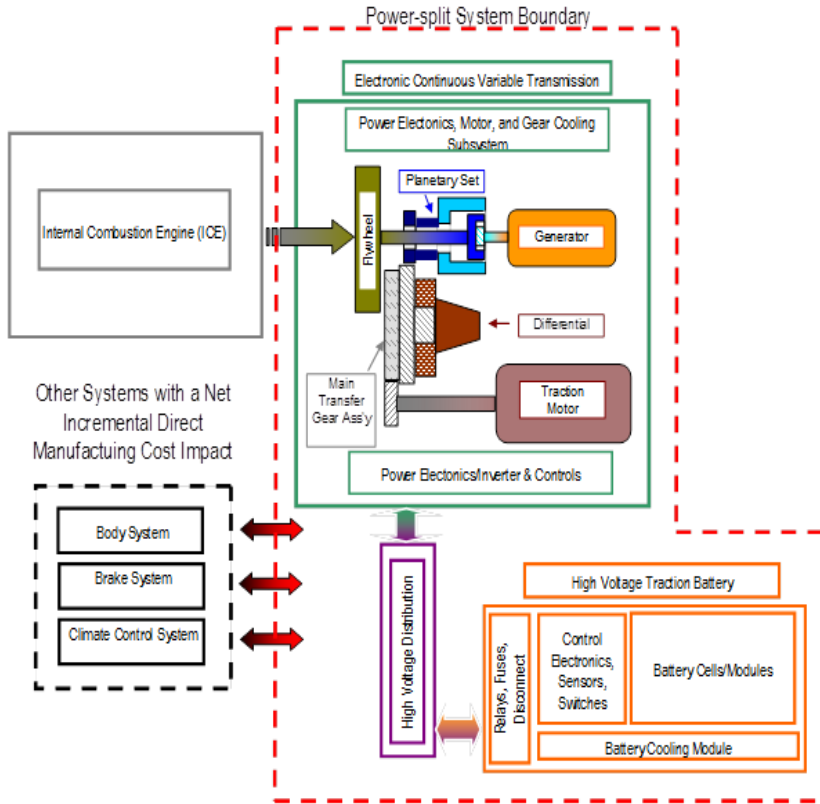 Power-split System Boundary
Electronic Continuous Variable Transmission
Power Electronics, Motor, and Gear Cooling
Subsystem
Planetary Set
Internal Combustion Engine (ICE)
Flywheel
Generator
Differential
Main
Transfer
Gear Ass'y
Traction
Motor
Other Systems with a Net
Incremental Direct
Manufactuing Cost Impact
Power Electonics/Inverter & Controls
Body System
Brake System
Climate Control System
High Voltage Distribution
High Voltage Traction Battery
Relays, Fuses,
Disconnect
Control
Electronics,
Sensors,
Switches
Battery Cells/Modules
Battery Cooling Module